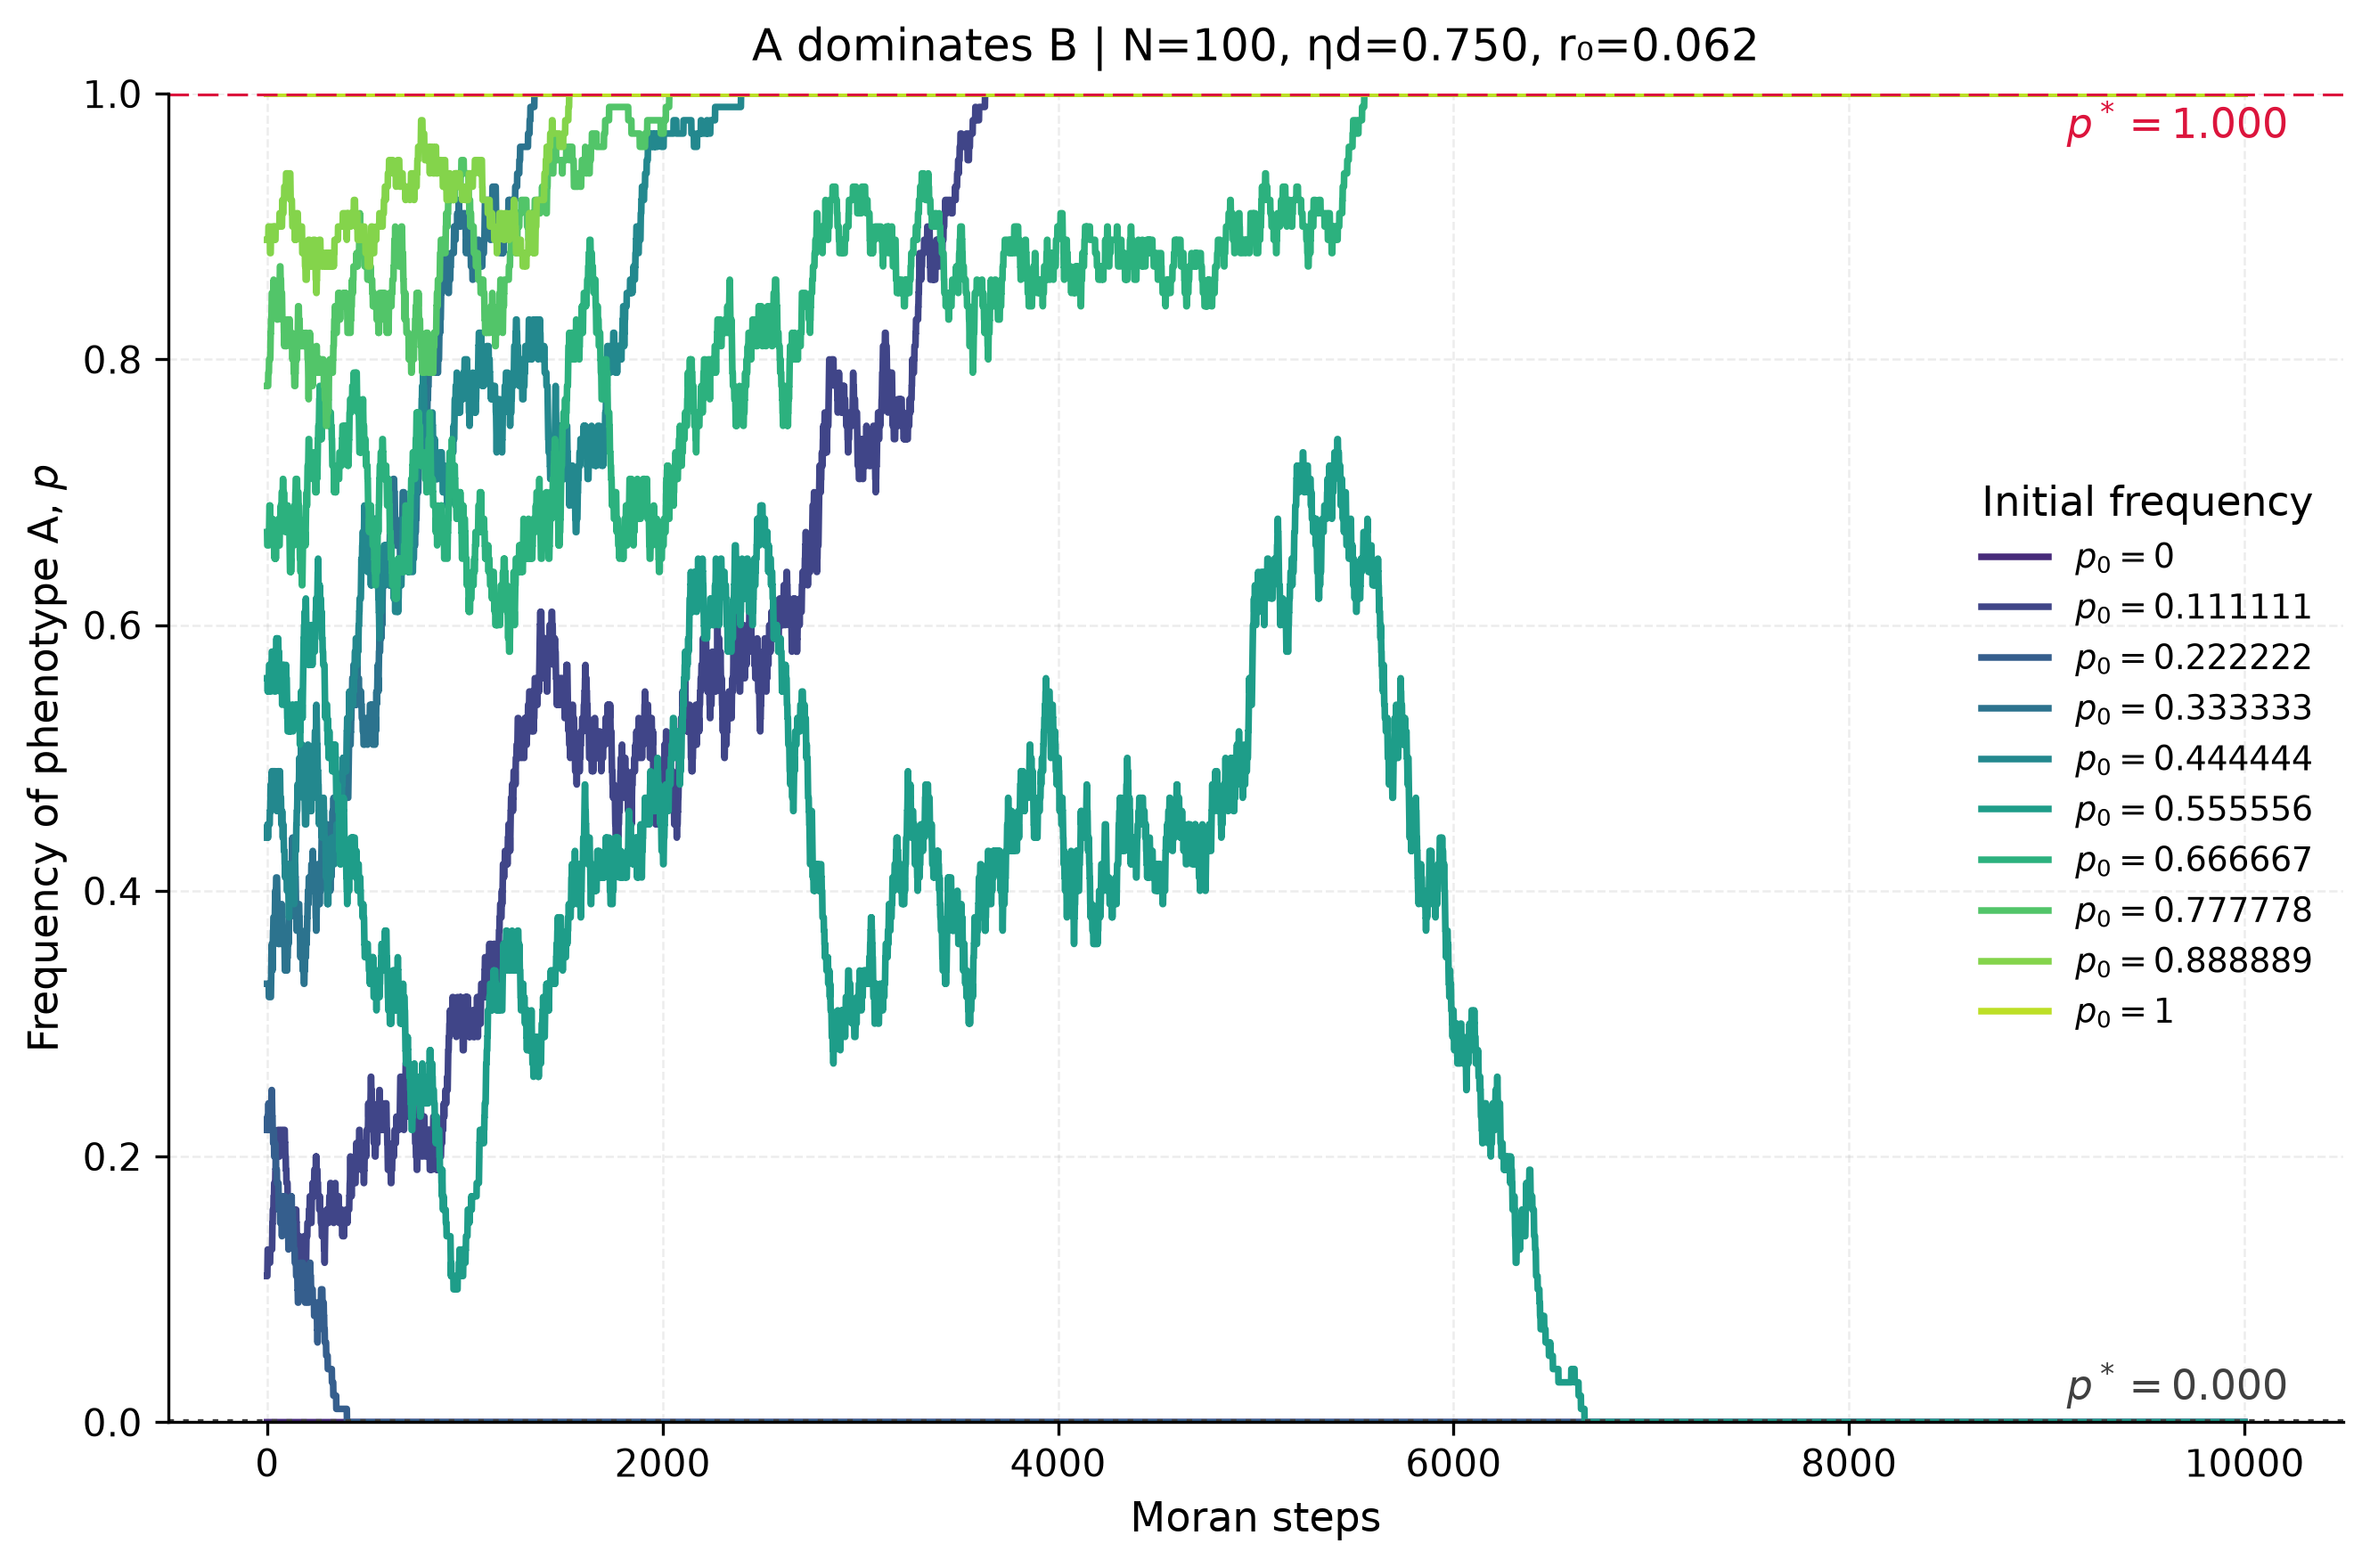 A dominates B | N=100, ηd=0.750, r₀=0.062
1.0
0.8
0.6
0.4
0.2
0.0
Frequency of phenotype A, p
p* = 1.000
Initial frequency
p₀ = 0
p₀ = 0.111111
p₀ = 0.222222
p₀ = 0.333333
p₀ = 0.444444
p₀ = 0.555556
p₀ = 0.666667
p₀ = 0.777778
p₀ = 0.888889
p₀ = 1
p* = 0.000
0 2000 4000 6000 8000 10000
Moran steps